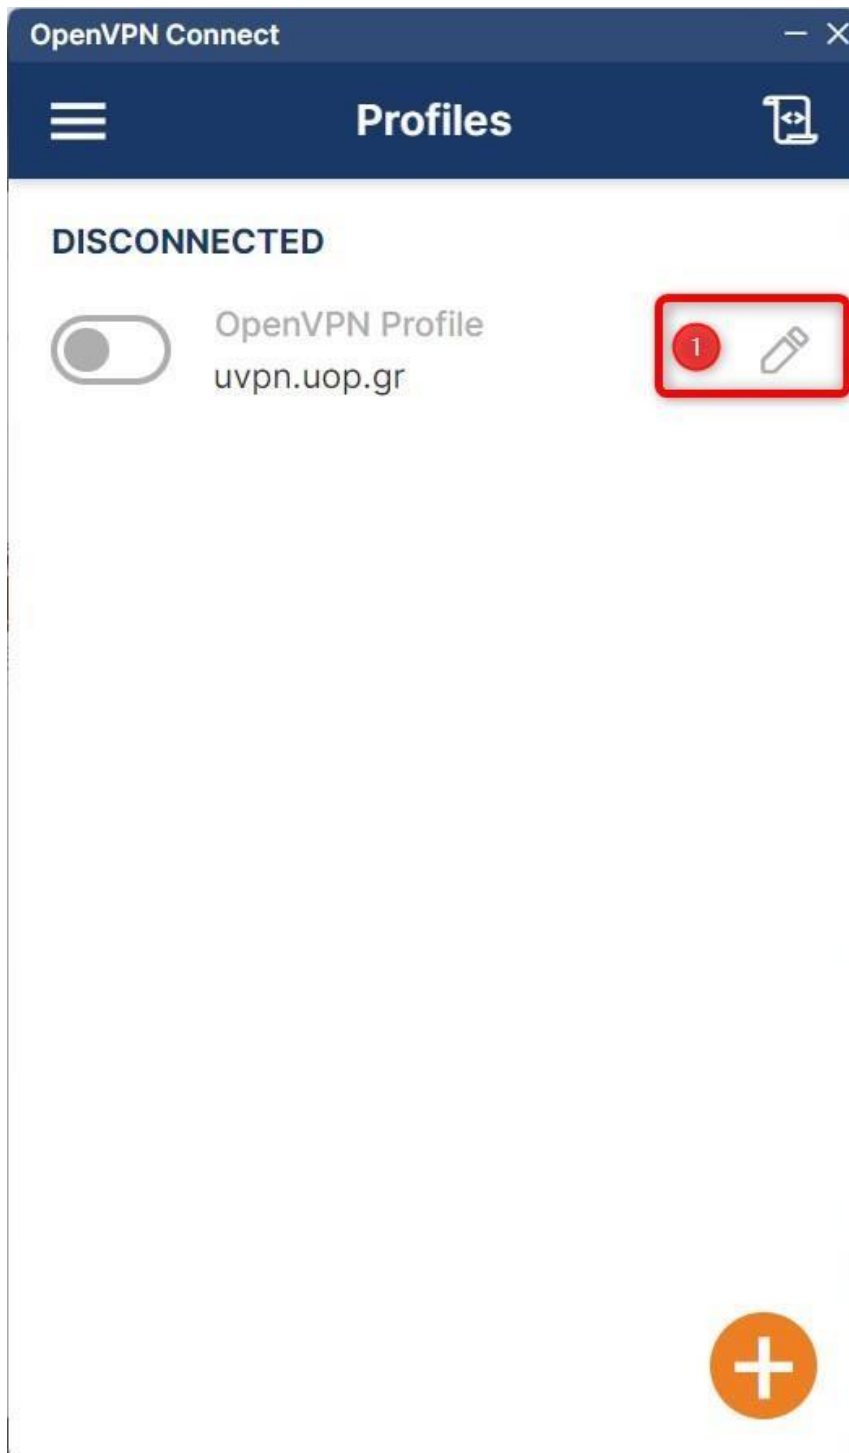 OpenVPN Connect
Profiles
DISCONNECTED
OpenVPN Profile
uvpn.uop.gr
1